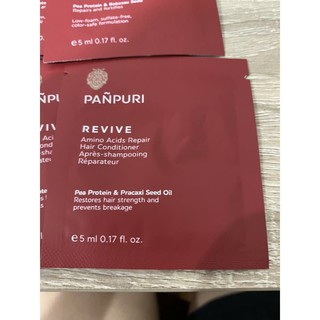 Pea Protein & Babassu Seed
Repairs and fortifies
Low-foam, sulfate-free,
color-safe formulation
e 5 ml 0.17 fl. oz.
PAÑPURI
REVIVE
Amino Acids Repair
Hair Conditioner
Après-shampooing
Réparateur
Pea Protein & Pracaxi Seed Oil
Restores hair strength and
prevents breakage
e 5 ml 0.17 fl. oz.